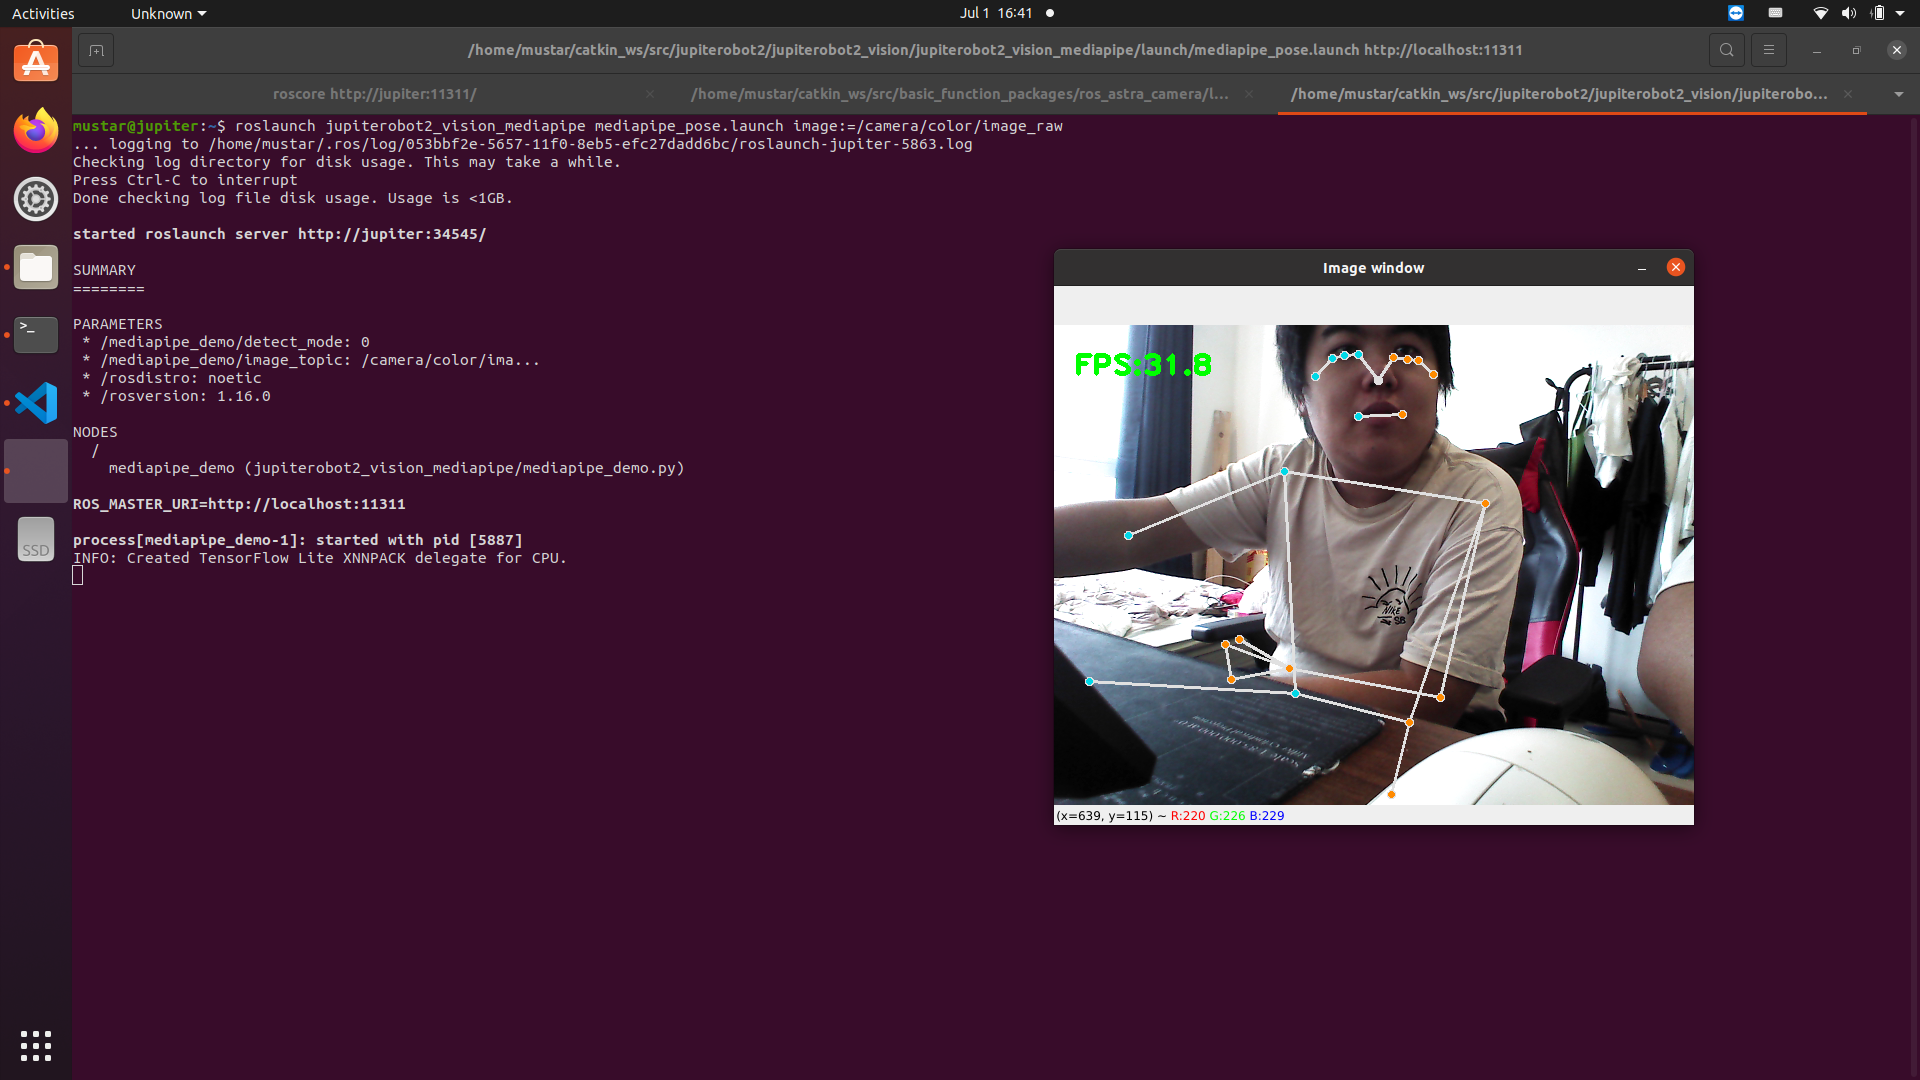 Activities
Unknown
Jul 1 16:41
/home/mustar/catkin_ws/src/jupiterobot2/jupiterobot2_vision/jupiterobot2_vision_mediapipe/launch/mediapipe_pose.launch http://localhost:11311
roscore http://jupiter:11311/
/home/mustar/catkin_ws/src/basic_function_packages/ros_astra_camera/l...
/home/mustar/catkin_ws/src/jupiterobot2/jupiterobot2_vision/jupiterobo...
mustar@jupiter:~$ roslaunch jupiterobot2_vision_mediapipe mediapipe_pose.launch image:=/camera/color/image_raw
... logging to /home/mustar/.ros/log/053bbf2e-5657-11f0-8eb5-efc27dadd6bc/roslaunch-jupiter-5863.log
Checking log directory for disk usage. This may take a while.
Press Ctrl-C to interrupt
Done checking log file disk usage. Usage is <1GB.
started roslaunch server http://jupiter:34545/
SUMMARY
========
PARAMETERS
* /mediapipe_demo/detect_mode: 0
* /mediapipe_demo/image_topic: /camera/color/ima...
* /rosdistro: noetic
* /rosversion: 1.16.0
NODES
/
mediapipe_demo (jupiterobot2_vision_mediapipe/mediapipe_demo.py)
ROS_MASTER_URI=http://localhost:11311
process[mediapipe_demo-1]: started with pid [5887]
INFO: Created TensorFlow Lite XNNPACK delegate for CPU.
SSD
Image window
FPS:31.8
NIKE
SB
(x=639, y=115) ~ R:220 G:226 B:229